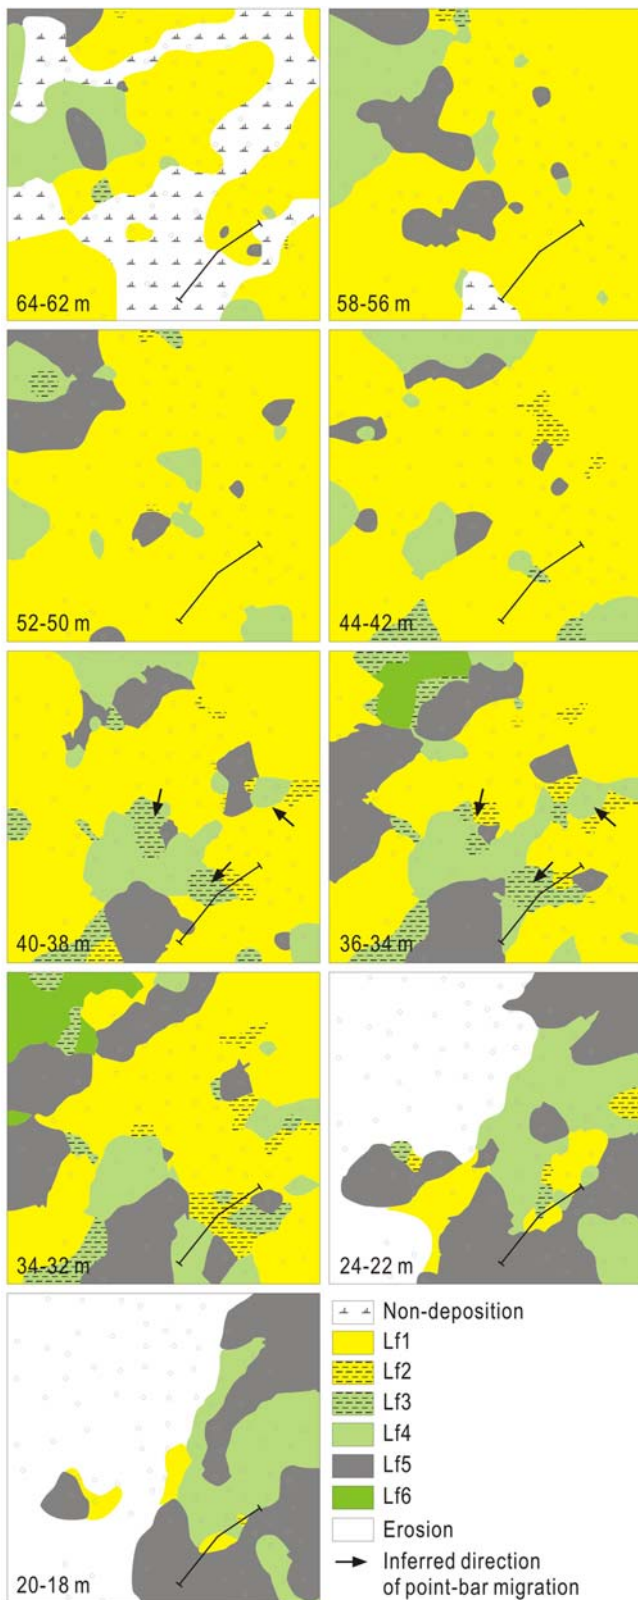 64-62 m
58-56 m
52-50 m
44-42 m
40-38 m
36-34 m
34-32 m
24-22 m
20-18 m
Non-deposition
Lf1
Lf2
Lf3
Lf4
Lf5
Lf6
Erosion
Inferred direction
of point-bar migration